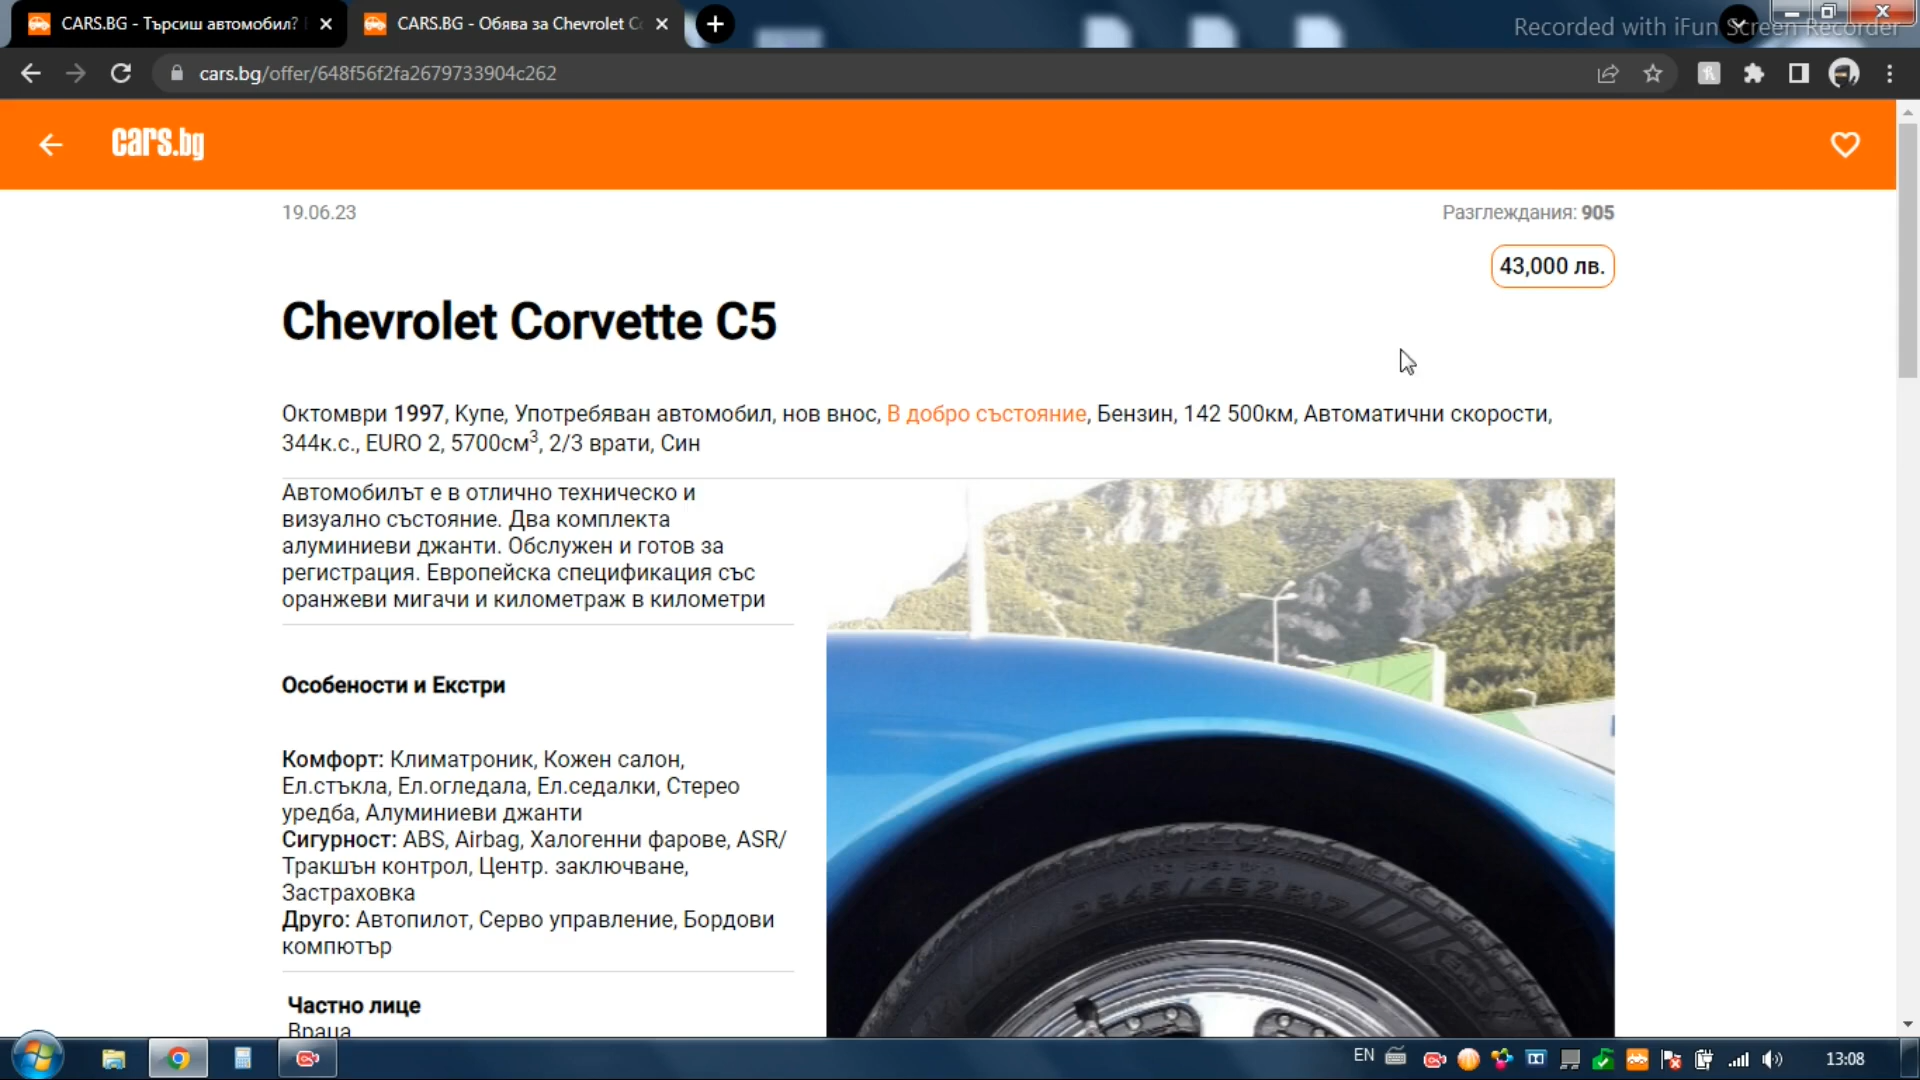 CARS.BG - Търсиш автомобил?
CARS.BG - Обява за Chevrolet Co
Recorded with iFun Screen Recorder
cars.bg/offer/648f56f2fa2679733904c262
cars.bg
19.06.23
Разглеждания: 905
43,000 лв.
Chevrolet Corvette C5
Октомври 1997, Купе, Употребяван автомобил, нов внос, В добро състояние, Бензин, 142 500км, Автоматични скорости,
344к.с., EURO 2, 5700см³, 2/3 врати, Син
Автомобилът е в отлично техническо и
визуално състояние. Два комплекта
алуминиеви джанти. Обслужен и готов за
регистрация. Европейска спецификация със
оранжеви мигачи и километраж в километри
Особености и Екстри
Комфорт: Климатроник, Кожен салон,
Ел.стъкла, Ел.огледала, Ел.седалки, Стерео
уредба, Алуминиеви джанти
Сигурност: ABS, Airbag, Халогенни фарове, ASR/
Тракшън контрол, Центр. заключване,
Застраховка
Друго: Автопилот, Серво управление, Бордови
компютър
Частно лице
Враца
EN
13:08